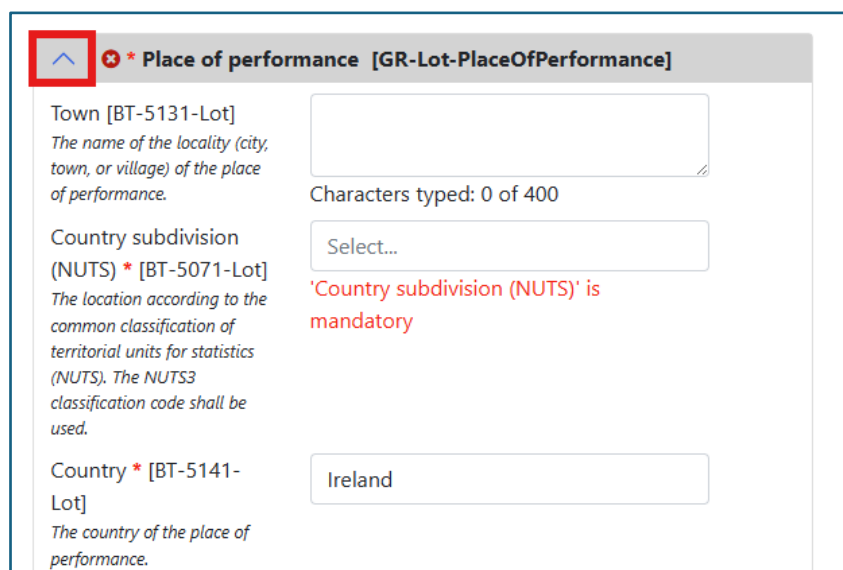 * Place of performance [GR-Lot-PlaceOfPerformance]
Town [BT-5131-Lot]
The name of the locality (city,
town, or village) of the place
of performance.
Characters typed: 0 of 400
Country subdivision
(NUTS) * [BT-5071-Lot]
The location according to the
common classification of
territorial units for statistics
(NUTS). The NUTS3
classification code shall be
used.
Select...
'Country subdivision (NUTS)' is
mandatory
Country * [BT-5141-
Lot]
The country of the place of
performance.
Ireland